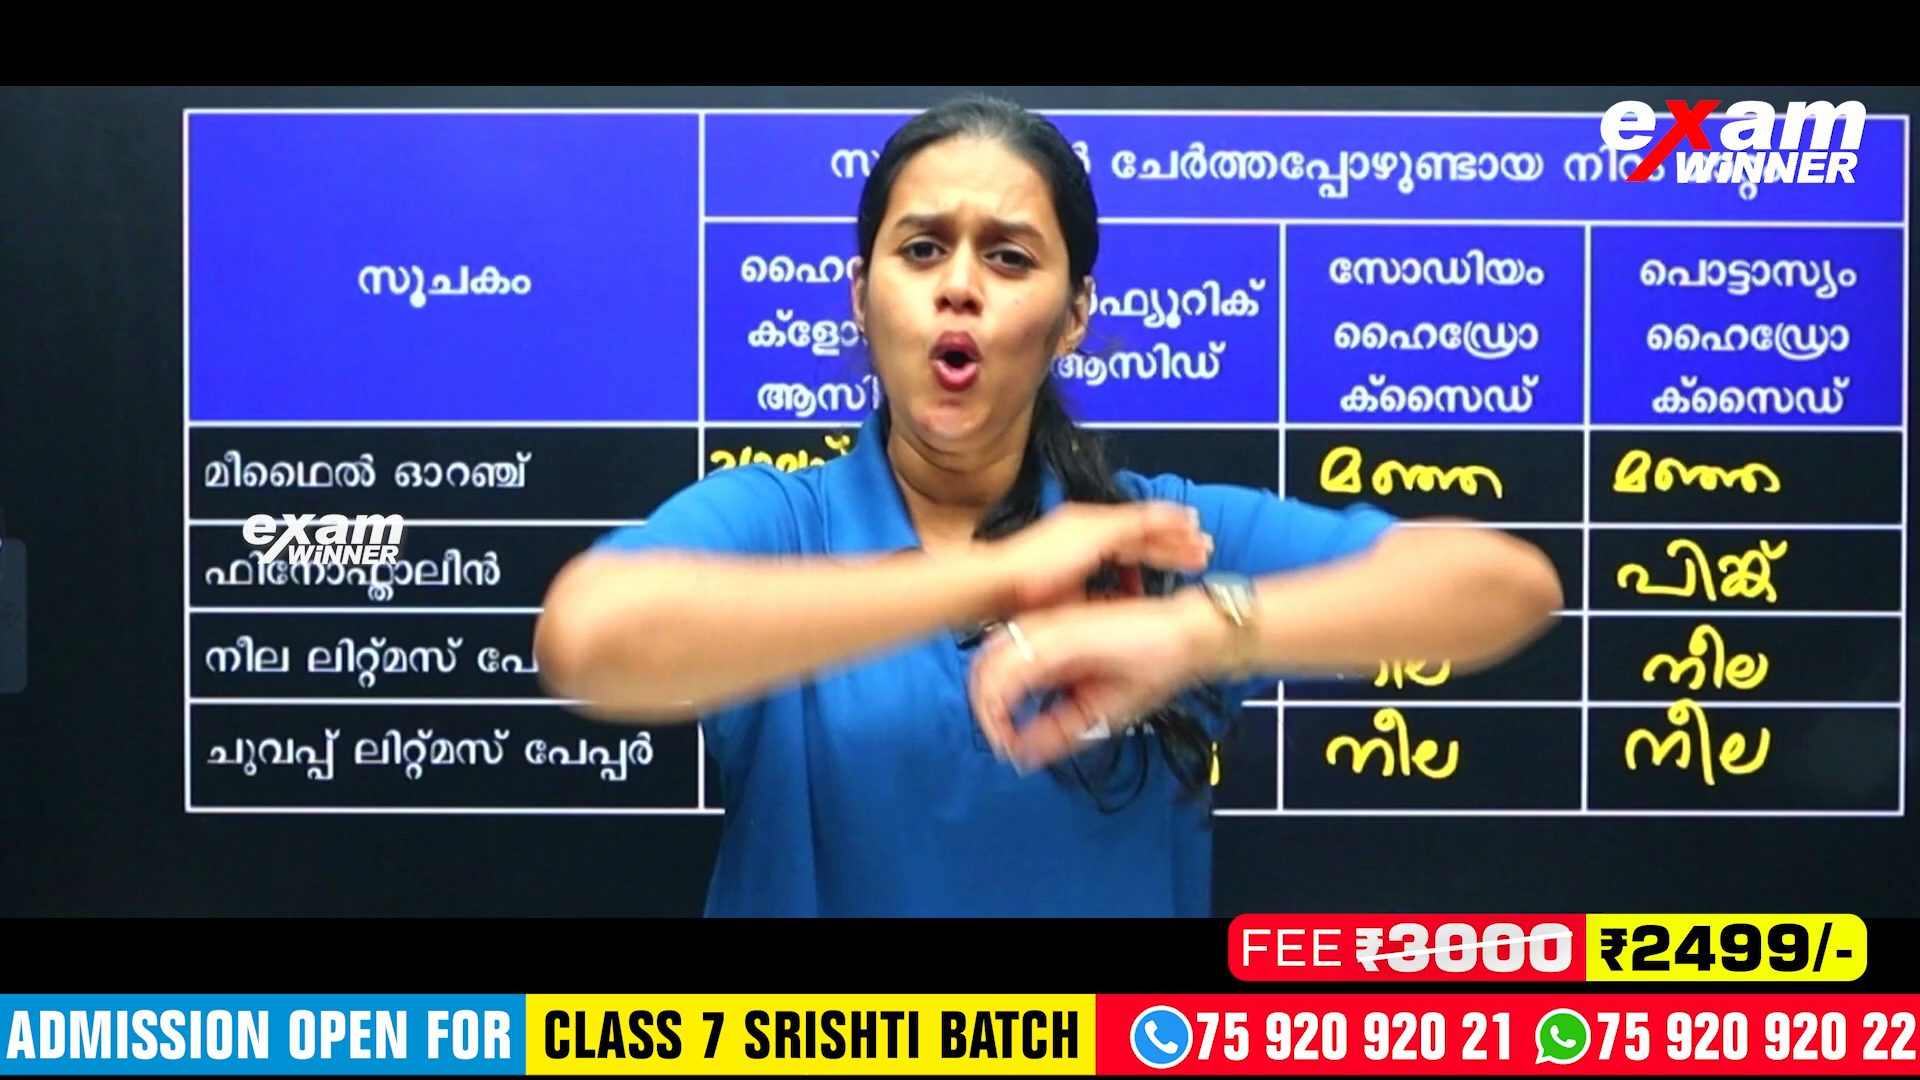 exam
WINNER
ചേർത്തപ്പോഴുണ്ടായ
സൂചകം
ആസിഡ്
സോഡിയം
ഹൈഡ്രോ
ക്സൈഡ്
പൊട്ടാസ്യം
ഹൈഡ്രോ
ക്സൈഡ്
മീഥൈൽ ഓറഞ്ച്
മഞ്ഞ
മഞ്ഞ
exam
WINNER
ഫിനോഫ്തലീൻ
പിങ്ക്
നീല ലിറ്റ്മസ്
നീല
ചുവപ്പ് ലിറ്റ്മസ് പേപ്പർ
നീല
നീല
FEE ₹3000 ₹2499/-
ADMISSION OPEN FOR CLASS 7 SRISHTI BATCH 75 920 920 21 75 920 920 22